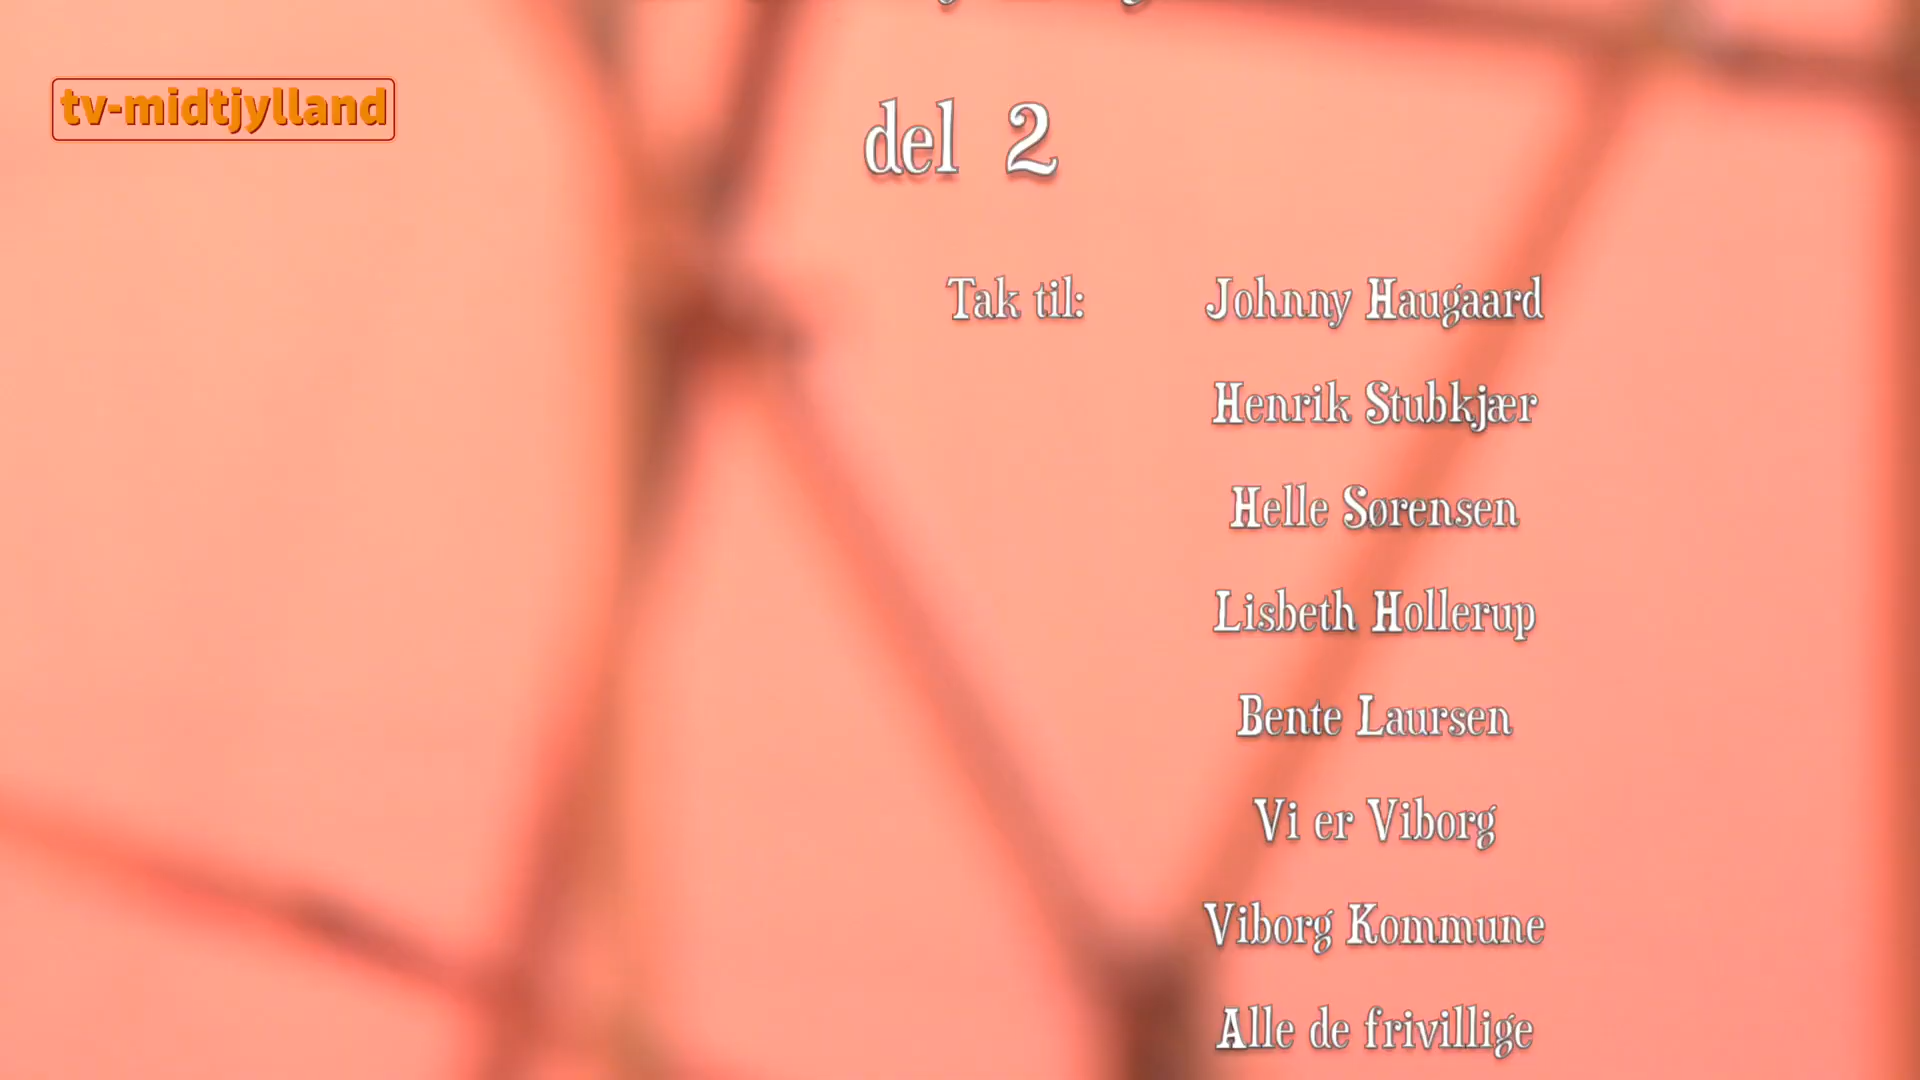 tv-midtjylland
del 2
Tak til: Johnny Haugaard
Henrik Stubkjær
Helle Sørensen
Lisbeth Hollerup
Bente Laursen
Vi er Viborg
Viborg Kommune
Alle de frivillige